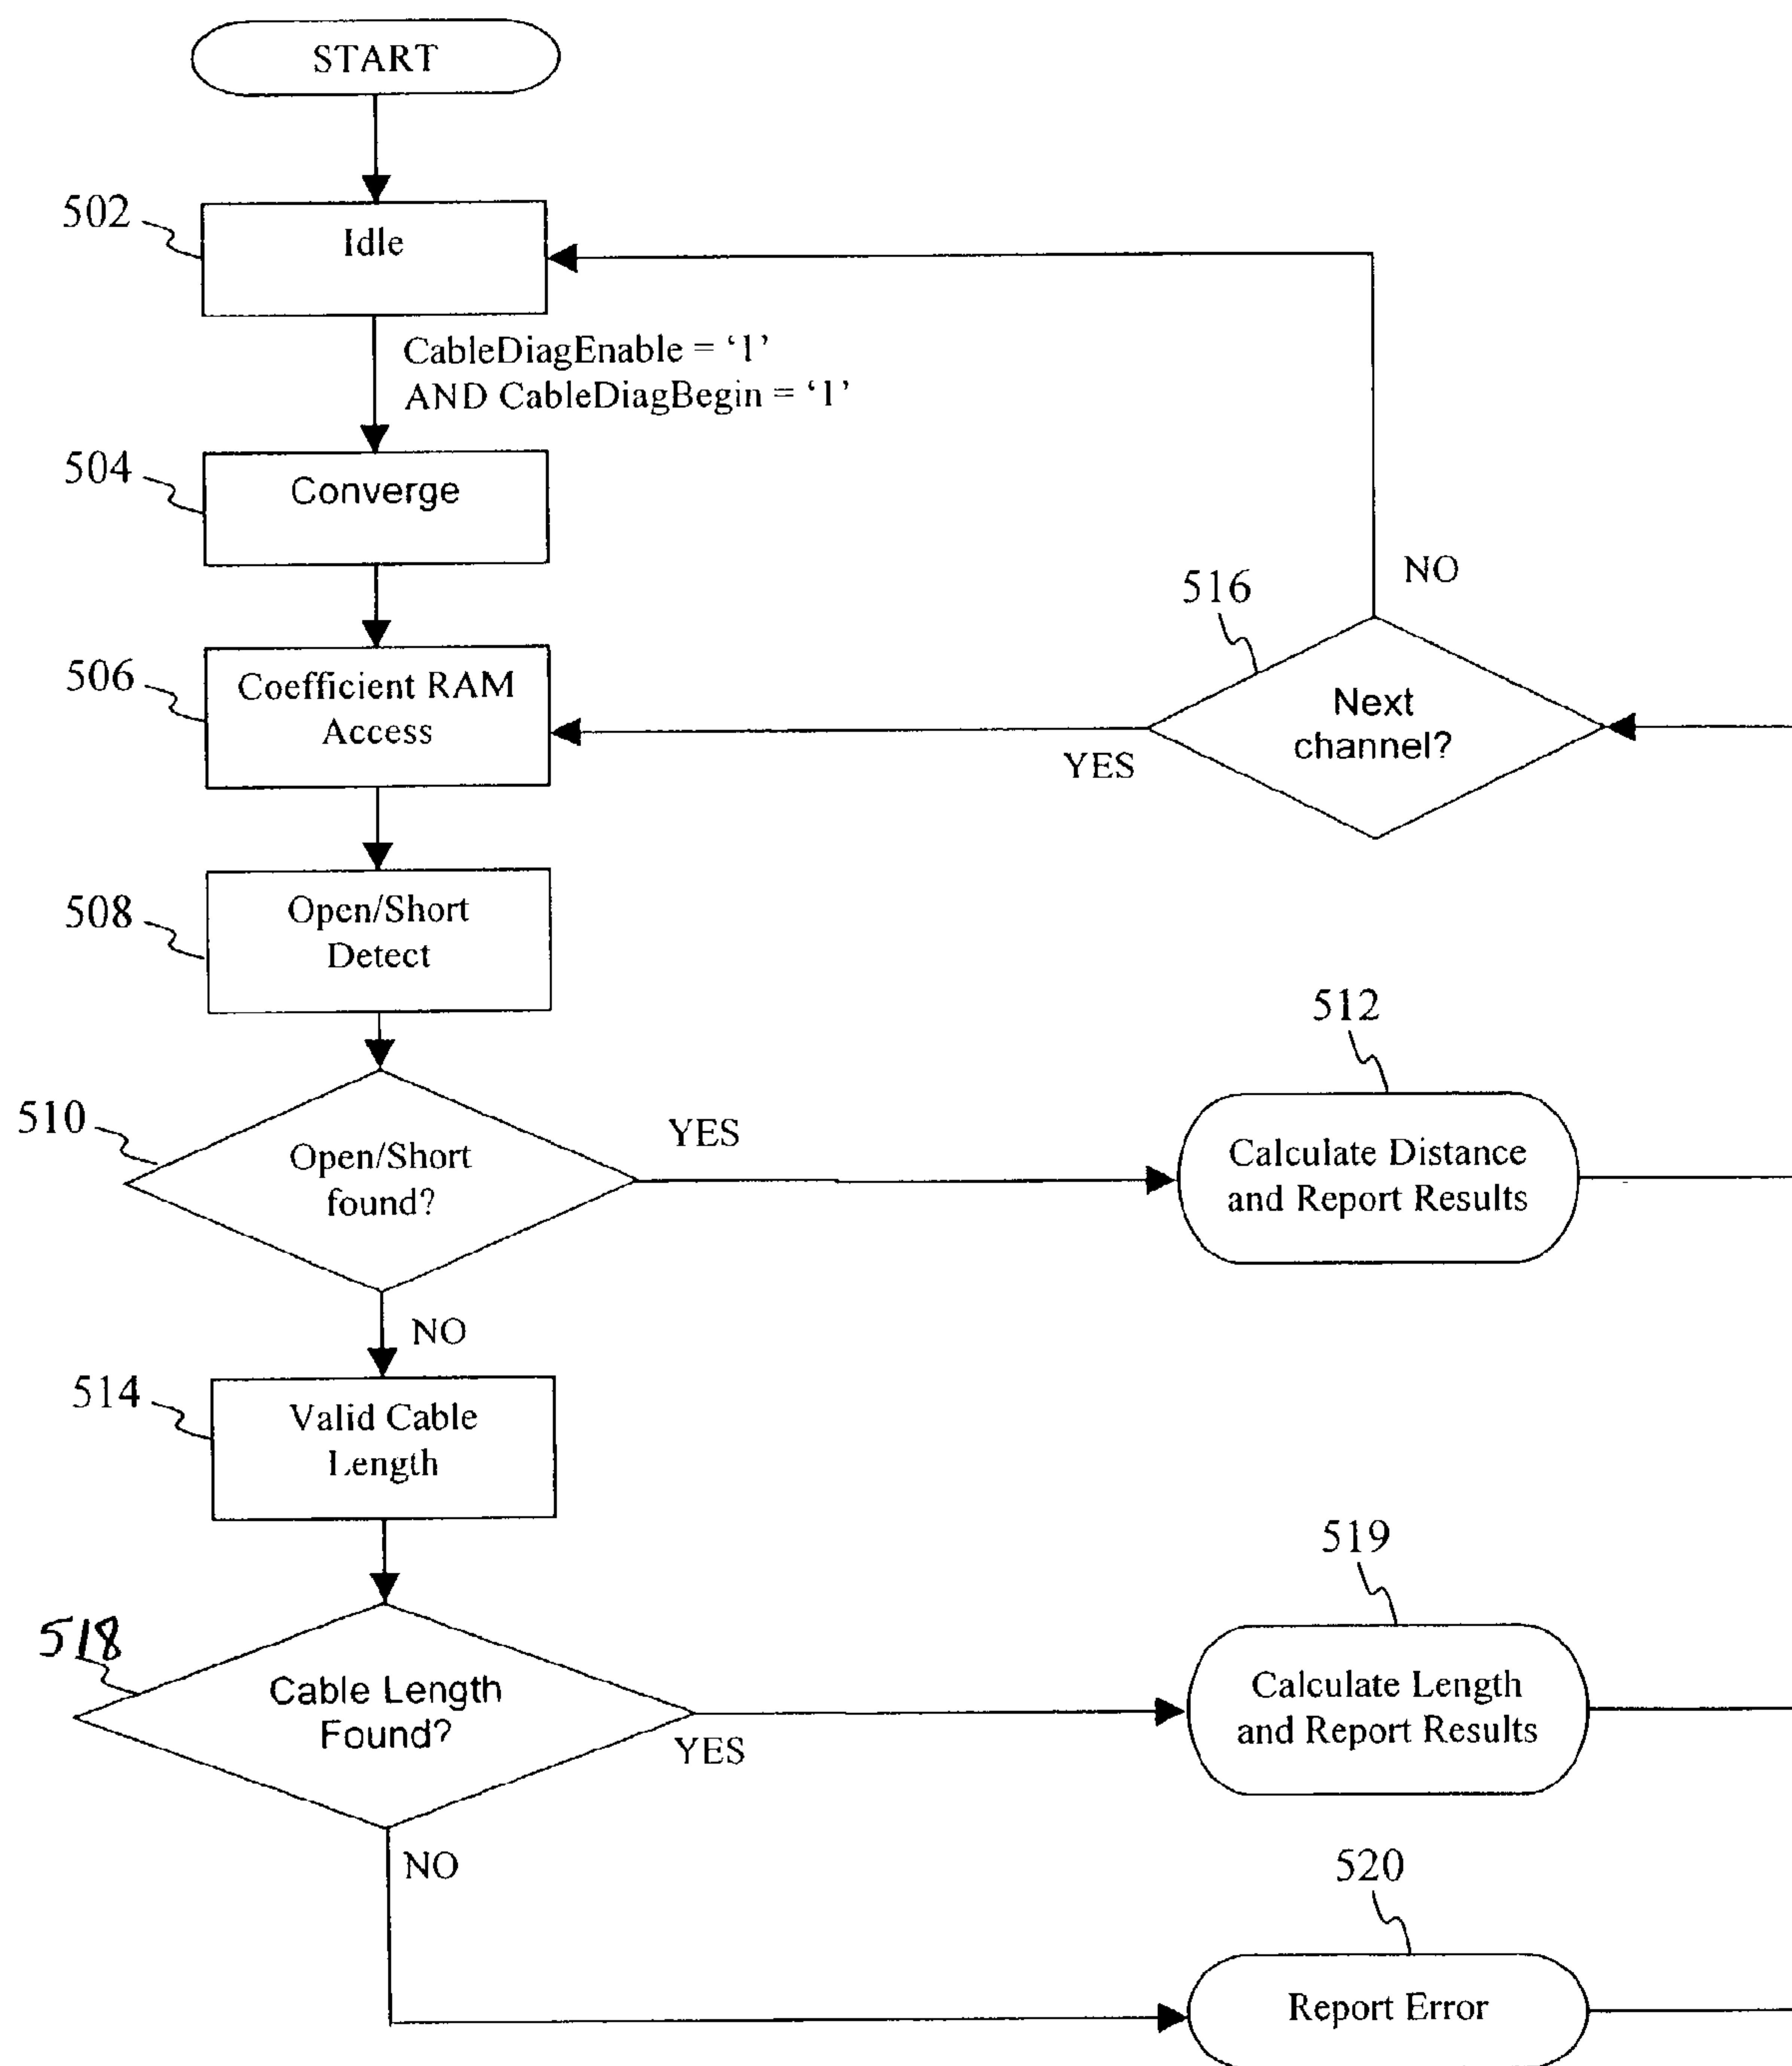 START
502
Idle
CableDiagEnable = ‘1’
AND CableDiagBegin = ‘1’
504
Converge
516
NO
506
Coefficient RAM
Access
Next
channel?
YES
508
Open/Short
Detect
512
510
Open/Short
found?
YES
Calculate Distance
and Report Results
NO
514
Valid Cable
Length
519
518
Cable Length
Found?
YES
Calculate Length
and Report Results
NO
520
Report Error